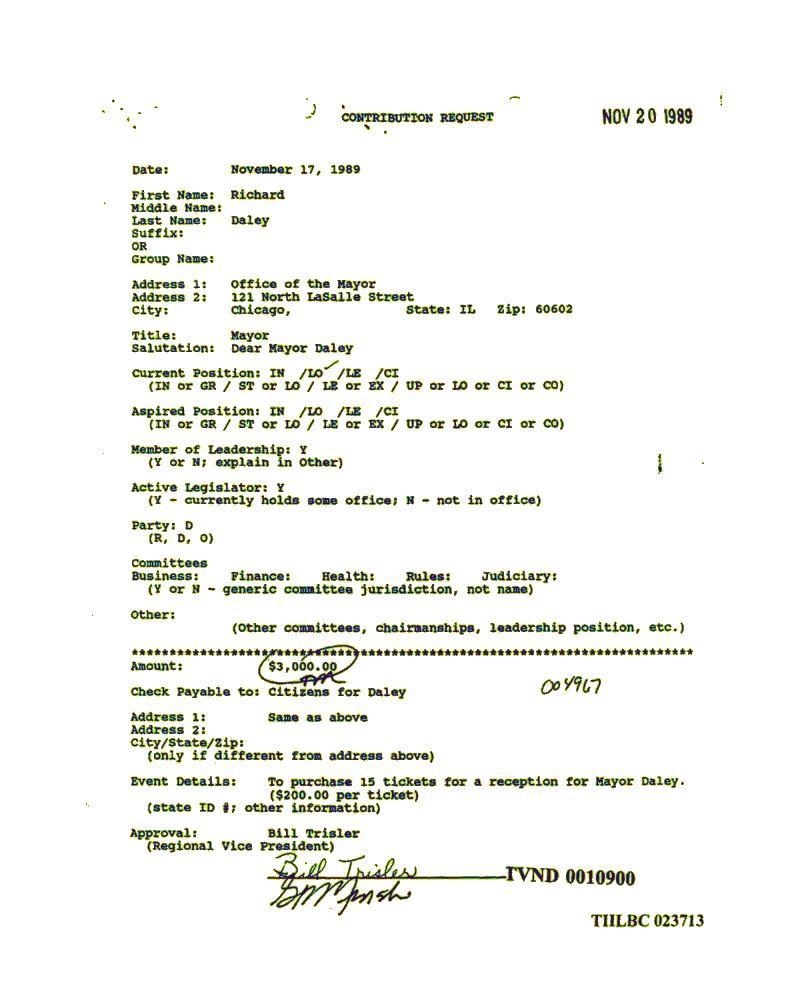 CONTRIBUTION REQUEST
NOV 20 1989
Date: November 17, 1989
First Name: Richard
Middle Name:
Last Name: Daley
Suffix:
OR
Group Name:
Address 1: Office of the Mayor
Address 2: 121 North LaSalle Street
City: Chicago, State: IL Zip: 60602
Title: Mayor
Salutation: Dear Mayor Daley
Current Position: IN /LO /LE /CI
(IN or GR / ST or LO / LE or EX / UP or LO or CI or CO)
Aspired Position: IN /LO /LE /CI
(IN or GR / ST or LO / LE or EX / UP or LO or CI or CO)
Member of Leadership: Y
(Y or N; explain in Other)
Active Legislator: Y
(Y - currently holds some office; N - not in office)
Party: D
(R, D, O)
Committees
Business: Finance: Health: Rules: Judiciary:
(Y or N - generic committee jurisdiction, not name)
Other:
(Other committees, chairmanships, leadership position, etc.)
*************************************************************************
Amount: $3,000.00
Check Payable to: Citizens for Daley
004967
Address 1: Same as above
Address 2:
City/State/Zip:
(only if different from address above)
Event Details: To purchase 15 tickets for a reception for Mayor Daley.
($200.00 per ticket)
(state ID #; other information)
Approval: Bill Trisler
(Regional Vice President)
Bill Trisler
TVND 0010900
TIILBC 023713